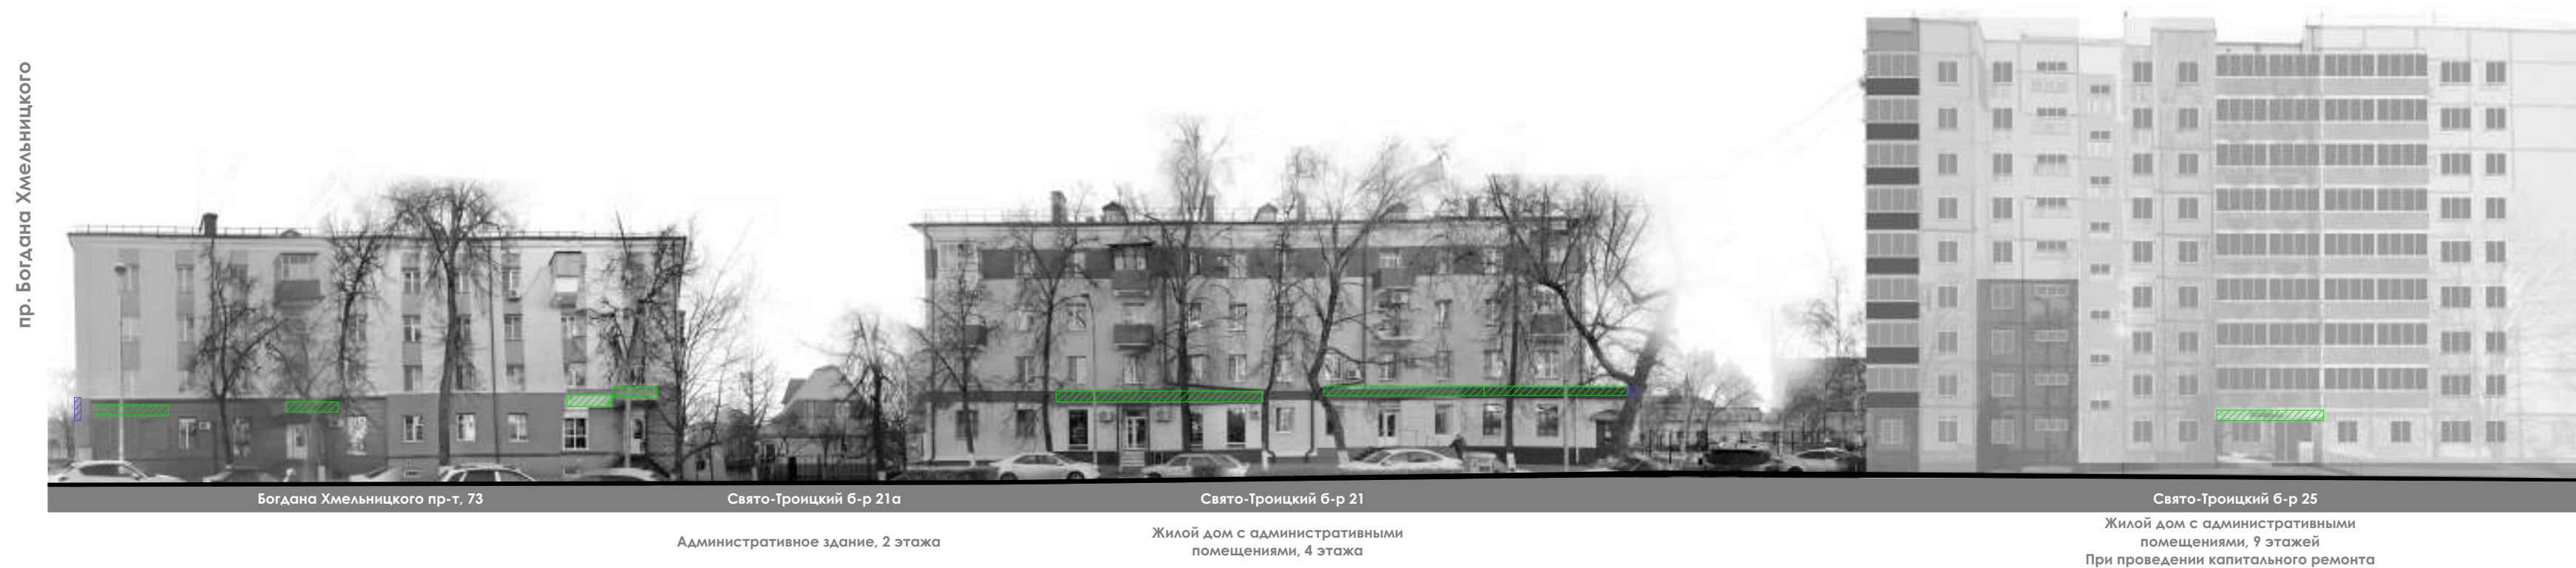 пр. Богдана Хмельницкого
Богдана Хмельницкого пр-т, 73
Свято-Троицкий б-р 21а
Свято-Троицкий б-р 21
Свято-Троицкий б-р 25
Административное здание, 2 этажа
Жилой дом с административными
помещениями, 4 этажа
Жилой дом с административными
помещениями, 9 этажей
При проведении капитального ремонта